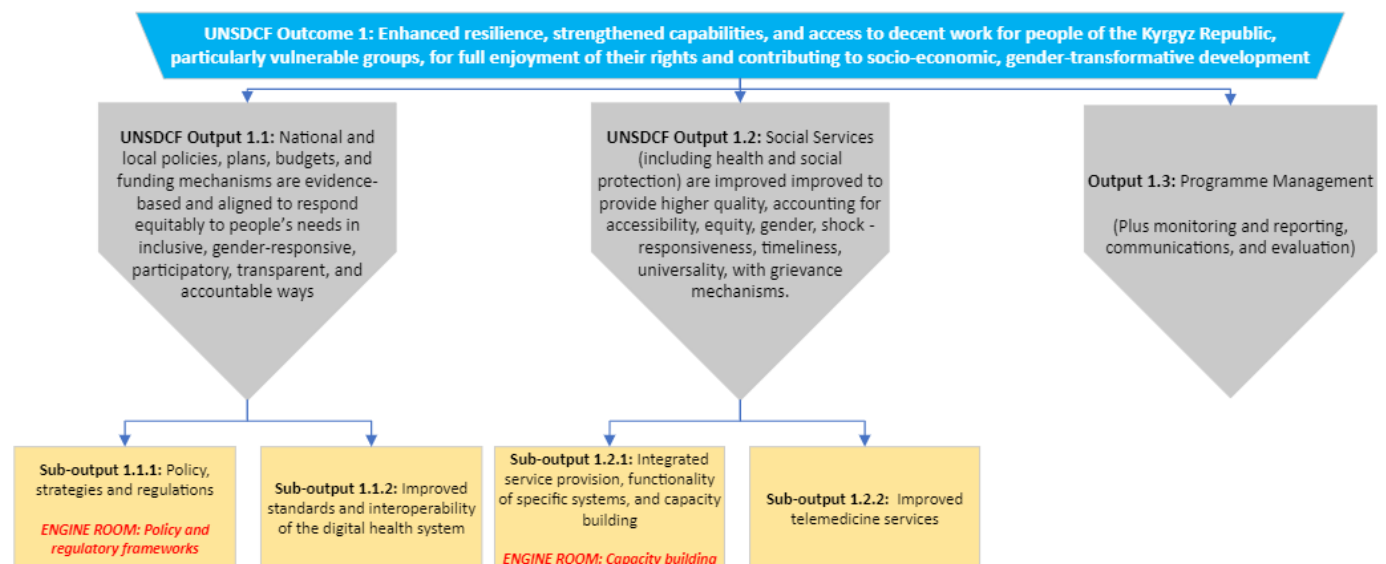 UNSDCF Outcome 1: Enhanced resilience, strengthened capabilities, and access to decent work for people of the Kyrgyz Republic,
particularly vulnerable groups, for full enjoyment of their rights and contributing to socio-economic, gender-transformative development
UNSDCF Output 1.1: National and
local policies, plans, budgets, and
funding mechanisms are evidence-
based and aligned to respond
equitably to people's needs in
inclusive, gender-responsive,
participatory, transparent, and
accountable ways
UNSDCF Output 1.2: Social Services
(including health and social
protection) are improved improved to
provide higher quality, accounting for
accessibility, equity, gender, shock -
responsiveness, timeliness,
universality, with grievance
mechanisms.
Output 1.3: Programme Management
(Plus monitoring and reporting,
communications, and evaluation)
Sub-output 1.1.1: Policy,
strategies and regulations
ENGINE ROOM: Policy and
regulatory frameworks
Sub-output 1.1.2: Improved
standards and interoperability
of the digital health system
Sub-output 1.2.1: Integrated
service provision, functionality
of specific systems, and capacity
building
ENGINE ROOM: Capacity building
Sub-output 1.2.2: Improved
telemedicine services